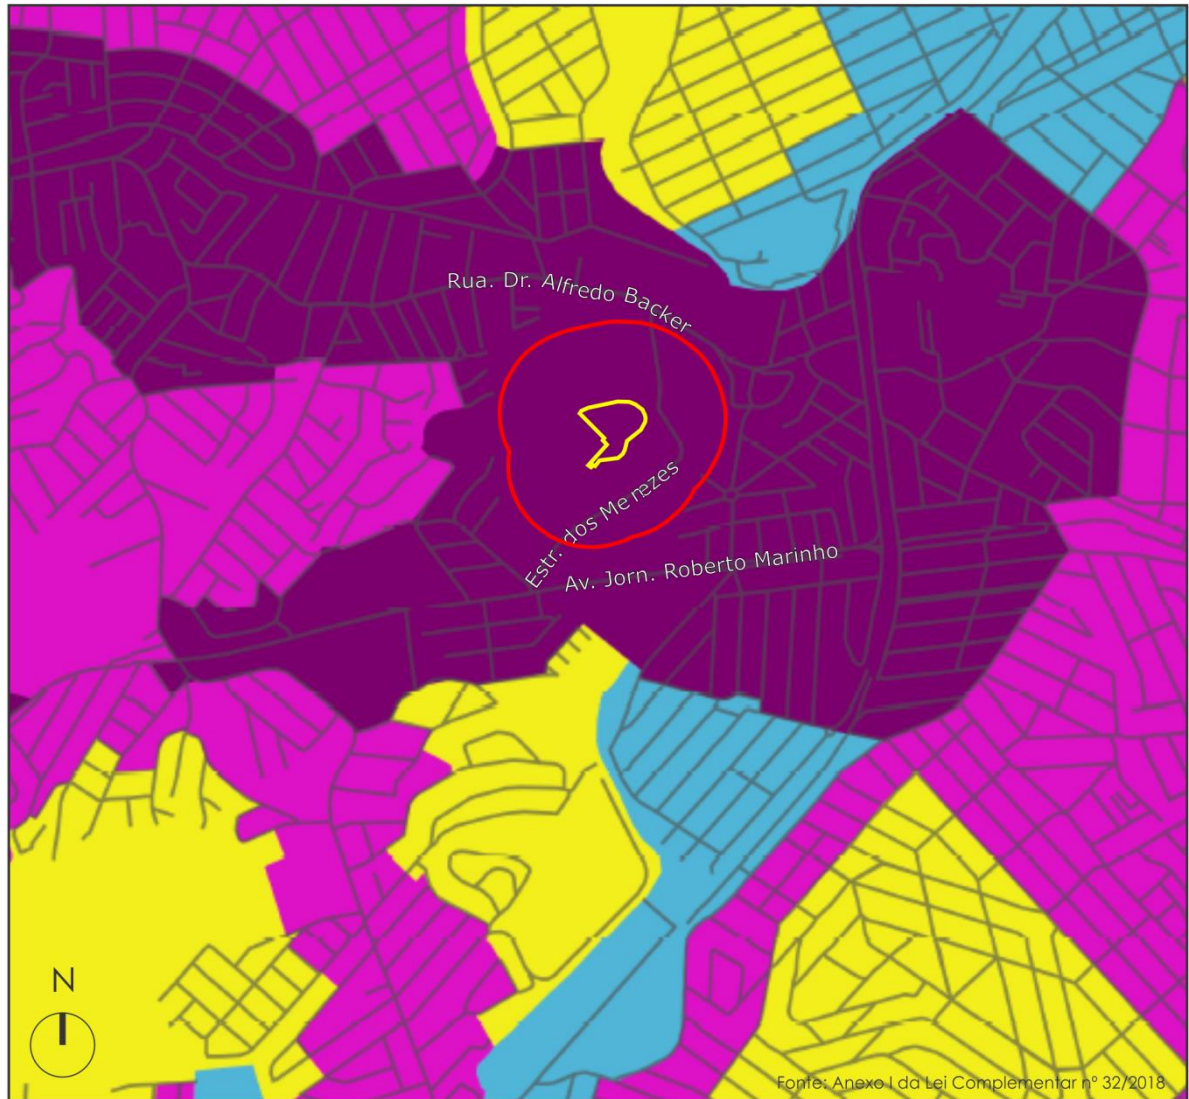 Rua. Dr. Alfredo Backer
Estr. dos Menezes
Av. Jorn. Roberto Marinho
N
Fonte: Anexo I da Lei Complementar nº 32/2018